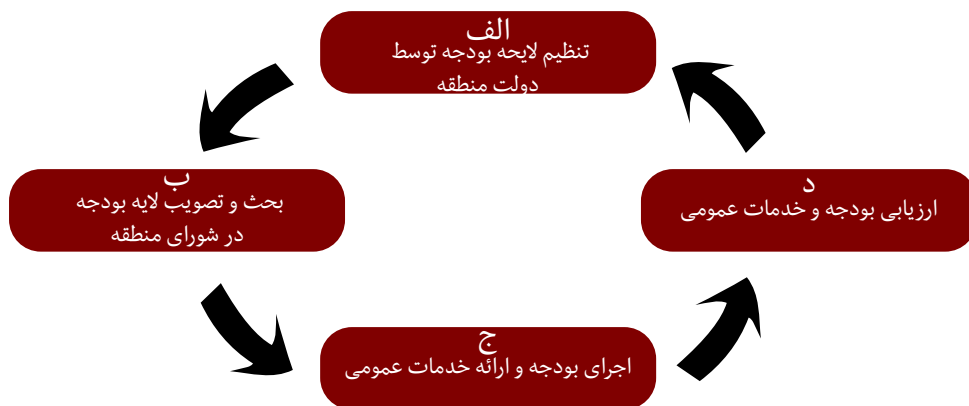 الف
تنظیم لایحه بودجه توسط
دولت منطقه
ب
بحث و تصویب لایه بودجه
در شورای منطقه
ج
اجرای بودجه و ارائه خدمات عمومی
د
ارزیابی بودجه و خدمات عمومی